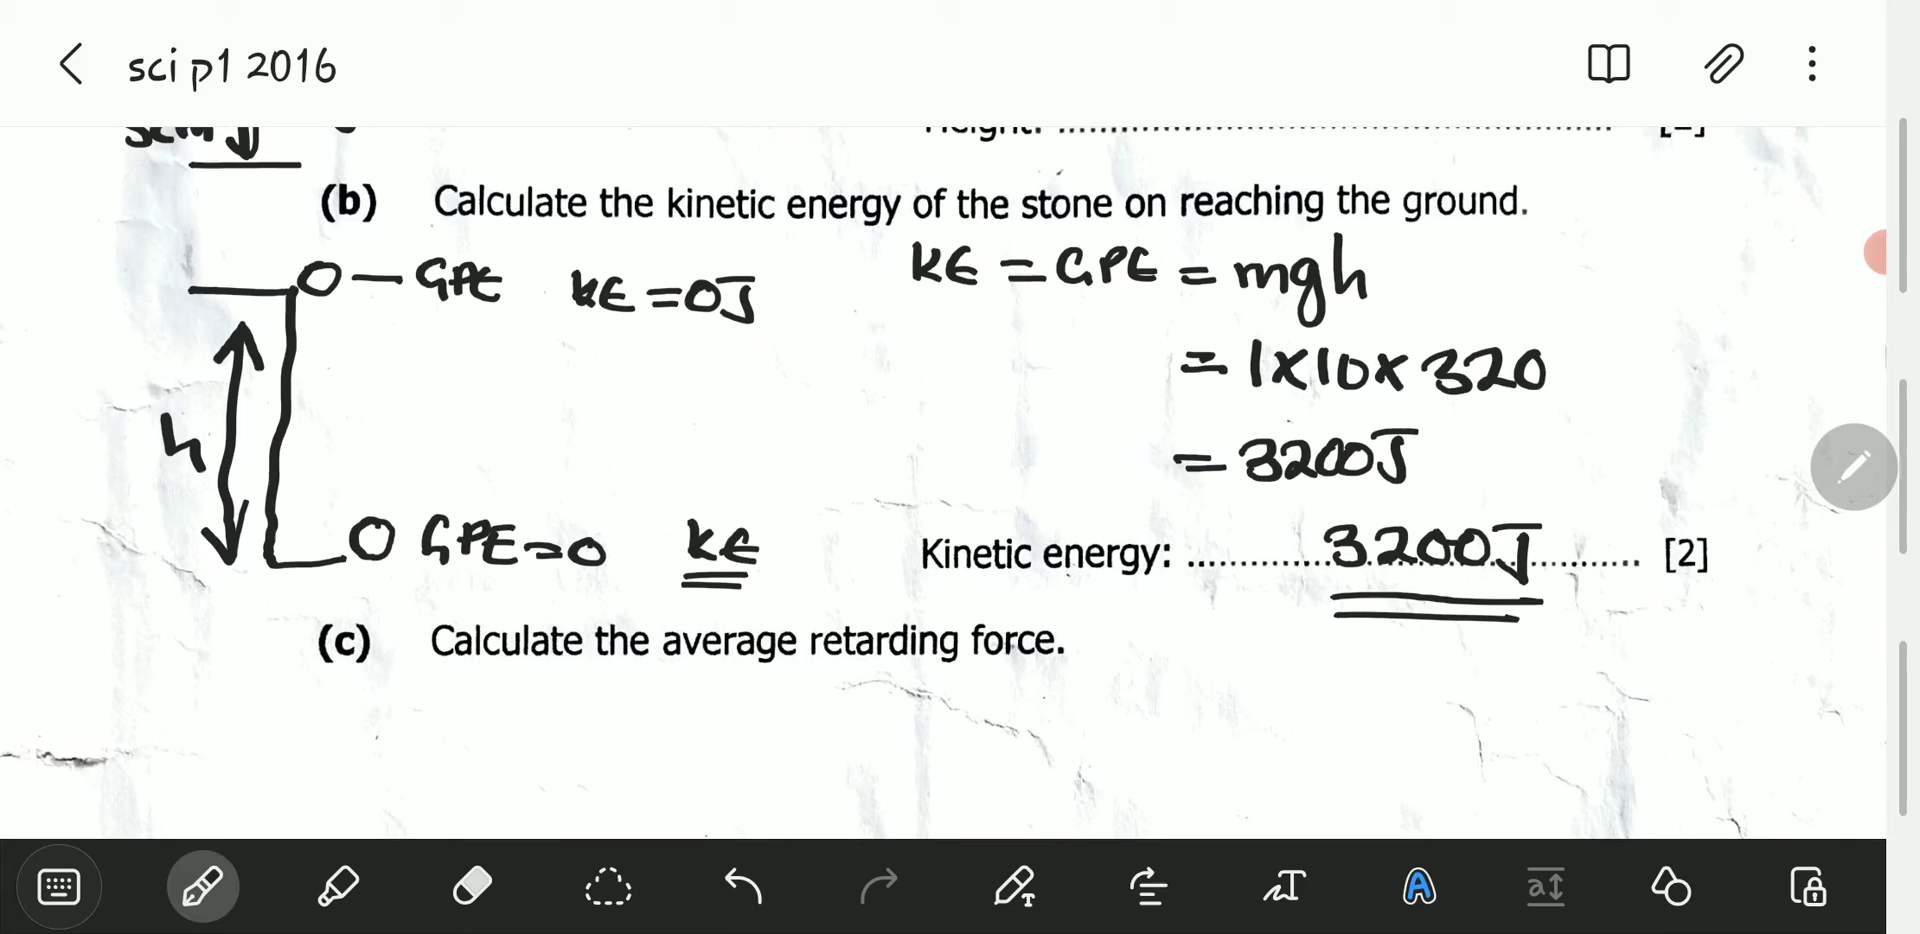 sci p1 2016
(b) Calculate the kinetic energy of the stone on reaching the ground.
O — GPE KE = 0J
KE = GPE = mgh
= 1 x 10 x 320
= 3200J
h
O GPE = 0 KE
Kinetic energy: ..............3200J.............. [2]
(c) Calculate the average retarding force.